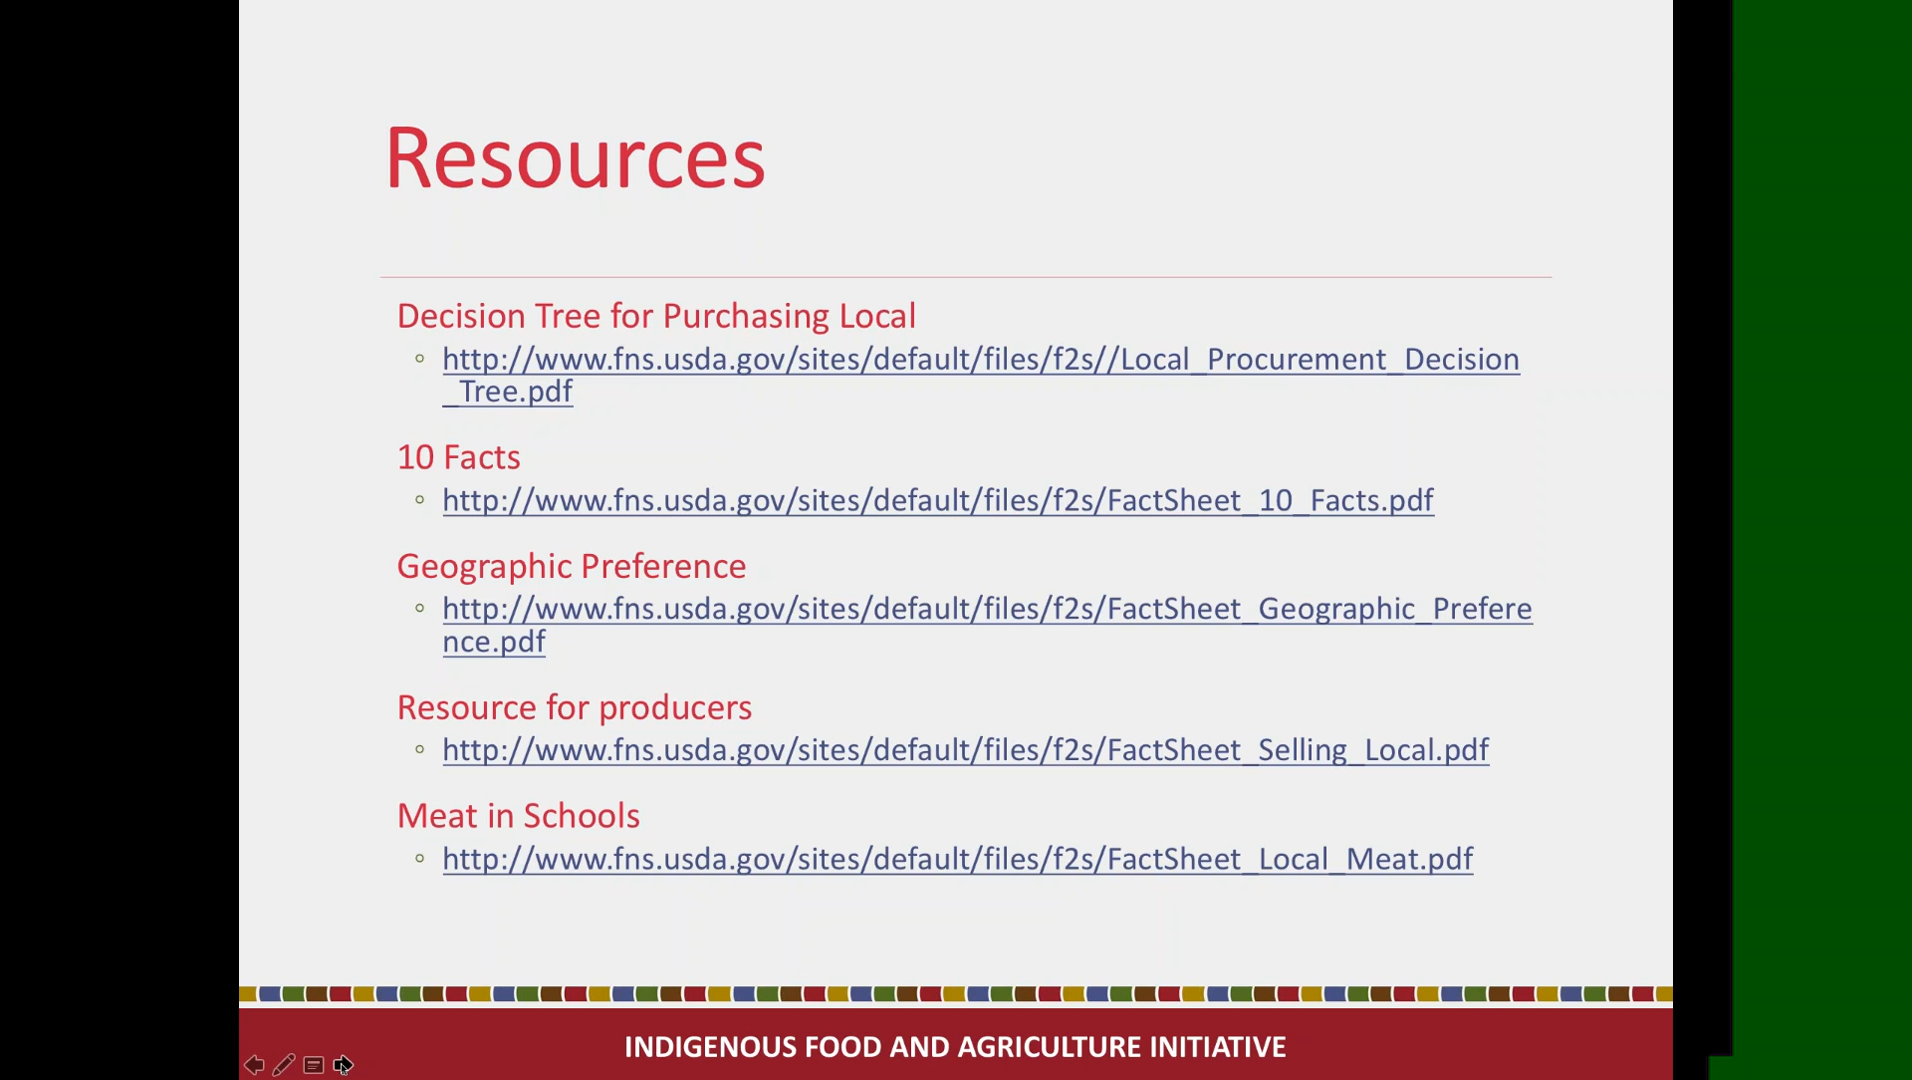 Resources
Decision Tree for Purchasing Local
http://www.fns.usda.gov/sites/default/files/f2s//Local_Procurement_Decision
_Tree.pdf
10 Facts
http://www.fns.usda.gov/sites/default/files/f2s/FactSheet_10_Facts.pdf
Geographic Preference
http://www.fns.usda.gov/sites/default/files/f2s/FactSheet_Geographic_Prefere
nce.pdf
Resource for producers
http://www.fns.usda.gov/sites/default/files/f2s/FactSheet_Selling_Local.pdf
Meat in Schools
http://www.fns.usda.gov/sites/default/files/f2s/FactSheet_Local_Meat.pdf
INDIGENOUS FOOD AND AGRICULTURE INITIATIVE